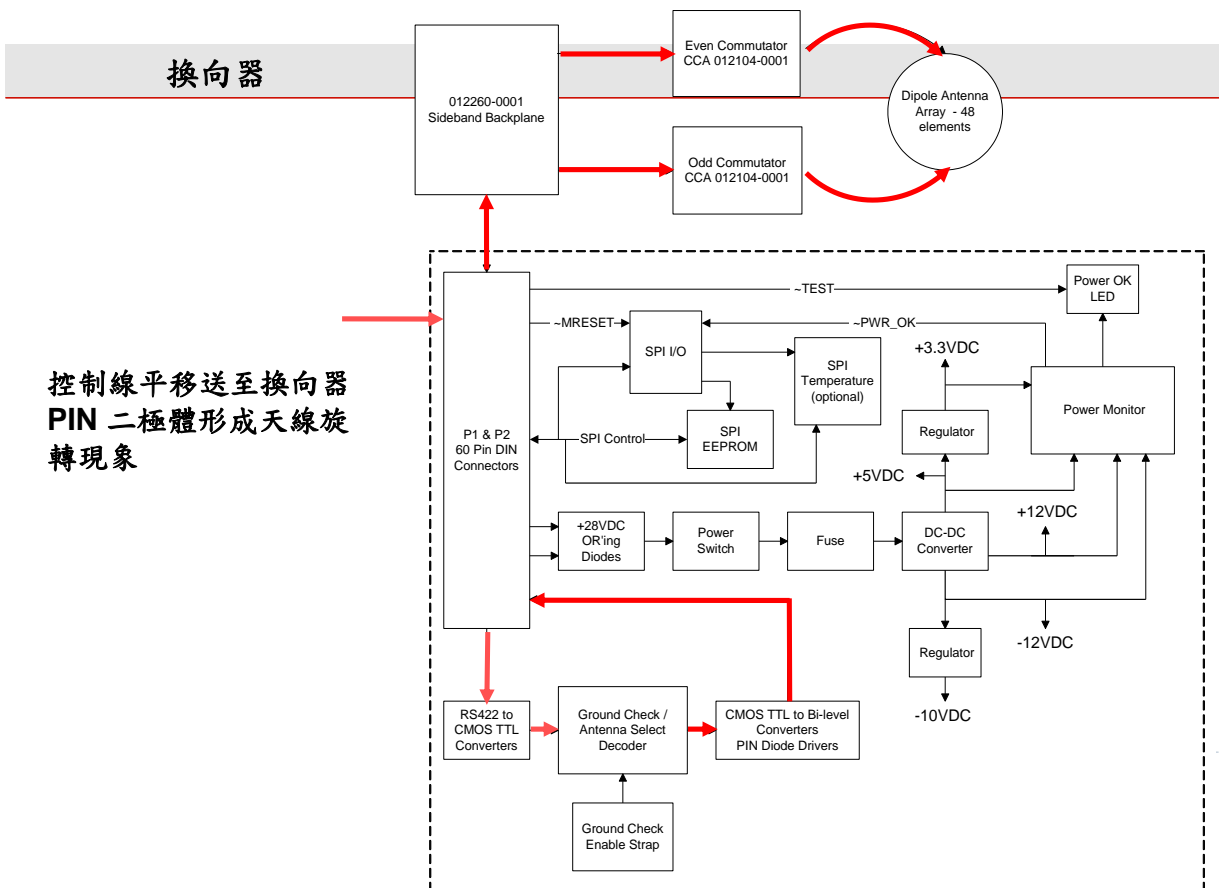 換向器
012260-0001
Sideband Backplane
Even Commutator
CCA 012104-0001
Odd Commutator
CCA 012104-0001
Dipole Antenna
Array - 48
elements
控制線平移送至換向器
PIN 二極體形成天線旋
轉現象
P1 & P2
60 Pin DIN
Connectors
~TEST
Power OK
LED
~MRESET
SPI I/O
~PWR_OK
SPI
Temperature
(optional)
SPI Control
SPI
EEPROM
+3.3VDC
Regulator
Power Monitor
+5VDC
+12VDC
+28VDC
OR'ing
Diodes
Power
Switch
Fuse
DC-DC
Converter
-12VDC
Regulator
-10VDC
RS422 to
CMOS TTL
Converters
Ground Check /
Antenna Select
Decoder
CMOS TTL to Bi-level
Converters
PIN Diode Drivers
Ground Check
Enable Strap